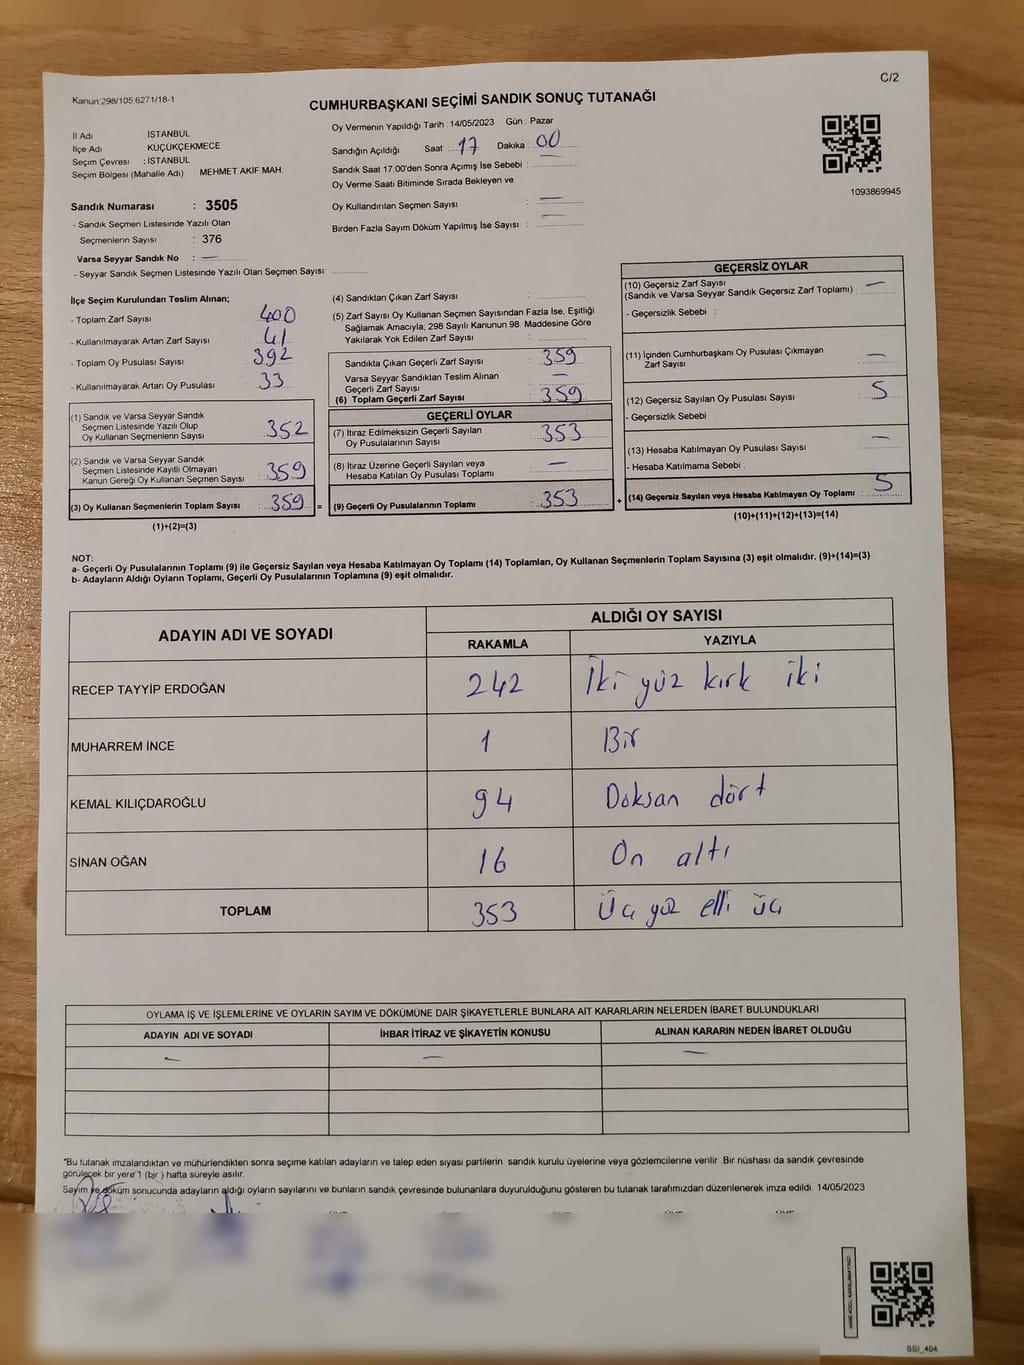 C/2
Kanun:298/105,6271/18-1
CUMHURBAŞKANI SEÇİMİ SANDIK SONUÇ TUTANAĞI
İl Adı İSTANBUL
İlçe Adı : KÜÇÜKÇEKMECE
Seçim Çevresi : İSTANBUL
Seçim Bölgesi (Mahalle Adı) : MEHMET AKİF MAH.
Oy Vermenin Yapıldığı Tarih : 14/05/2023 Gün : Pazar
Sandığın Açıldığı Saat : 17 Dakika : 00
Sandık Saat 17.00'den Sonra Açımış İse Sebebi : —
Oy Verme Saati Bitiminde Sırada Bekleyen ve
Oy Kullandırılan Seçmen Sayısı : —
Birden Fazla Sayım Döküm Yapılmış İse Sayısı : —
1093869945
Sandık Numarası : 3505
- Sandık Seçmen Listesinde Yazılı Olan
Seçmenlerin Sayısı : 376
Varsa Seyyar Sandık No : —
- Seyyar Sandık Seçmen Listesinde Yazılı Olan Seçmen Sayısı:
İlçe Seçim Kurulundan Teslim Alınan;
- Toplam Zarf Sayısı : 400
- Kullanılmayarak Artan Zarf Sayısı : 41
- Toplam Oy Pusulası Sayısı : 392
- Kullanılmayarak Artan Oy Pusulası : 33
(1) Sandık ve Varsa Seyyar Sandık
Seçmen Listesinde Yazılı Olup
Oy Kullanan Seçmenlerin Sayısı : 352
(2) Sandık ve Varsa Seyyar Sandık
Seçmen Listesinde Kayıtlı Olmayan
Kanun Gereği Oy Kullanan Seçmen Sayısı : 359
(3) Oy Kullanan Seçmenlerin Toplam Sayısı : 359 =
(1)+(2)=(3)
(4) Sandıktan Çıkan Zarf Sayısı :
(5) Zarf Sayısı Oy Kullanan Seçmen Sayısından Fazla İse, Eşitliği
Sağlamak Amacıyla, 298 Sayılı Kanunun 98. Maddesine Göre
Yakılarak Yok Edilen Zarf Sayısı :
Sandıkta Çıkan Geçerli Zarf Sayısı : 359
Varsa Seyyar Sandıktan Teslim Alınan
Geçerli Zarf Sayısı : —
(6) Toplam Geçerli Zarf Sayısı : 359
GEÇERLİ OYLAR
(7) İtiraz Edilmeksizin Geçerli Sayılan
Oy Pusulalarının Sayısı : 353
(8) İtiraz Üzerine Geçerli Sayılan veya
Hesaba Katılan Oy Pusulası Toplamı : —
(9) Geçerli Oy Pusulalarının Toplamı : 353 +
GEÇERSİZ OYLAR
(10) Geçersiz Zarf Sayısı
(Sandık ve Varsa Seyyar Sandık Geçersiz Zarf Toplamı) : —
- Geçersizlik Sebebi :
(11) İçinden Cumhurbaşkanı Oy Pusulası Çıkmayan
Zarf Sayısı : —
(12) Geçersiz Sayılan Oy Pusulası Sayısı : 5
- Geçersizlik Sebebi :
(13) Hesaba Katılmayan Oy Pusulası Sayısı : —
- Hesaba Katılmama Sebebi :
(14) Geçersiz Sayılan veya Hesaba Katılmayan Oy Toplamı : 5
(10)+(11)+(12)+(13)=(14)
NOT:
a- Geçerli Oy Pusulalarının Toplamı (9) ile Geçersiz Sayılan veya Hesaba Katılmayan Oy Toplamı (14) Toplamları, Oy Kullanan Seçmenlerin Toplam Sayısına (3) eşit olmalıdır. (9)+(14)=(3)
b- Adayların Aldığı Oyların Toplamı, Geçerli Oy Pusulalarının Toplamına (9) eşit olmalıdır.
ADAYIN ADI VE SOYADI
ALDIĞI OY SAYISI
RAKAMLA YAZIYLA
RECEP TAYYİP ERDOĞAN 242 İki yüz kırk iki
MUHARREM İNCE 1 Bir
KEMAL KILIÇDAROĞLU 94 Doksan dört
SİNAN OĞAN 16 On altı
TOPLAM 353 Üç yüz elli üç
OYLAMA İŞ VE İŞLEMLERİNE VE OYLARIN SAYIM VE DÖKÜMÜNE DAİR ŞİKAYETLERLE BUNLARA AİT KARARLARIN NELERDEN İBARET BULUNDUKLARI
ADAYIN ADI VE SOYADI İHBAR İTİRAZ VE ŞİKAYETİN KONUSU ALINAN KARARIN NEDEN İBARET OLDUĞU
— — —
*Bu tutanak imzalandıktan ve mühürlendikten sonra seçime katılan adayların ve talep eden siyasi partilerin sandık kurulu üyelerine veya gözlemcilerine verilir. Bir nüshası da sandık çevresinde
görülecek bir yere 1 (bir) hafta süreyle asılır.
Sayım ve döküm sonucunda adayların aldığı oyların sayılarını ve bunların sandık çevresinde bulunanlara duyurulduğunu gösteren bu tutanak tarafımızdan düzenlenerek imza edildi. 14/05/2023
SSI_404